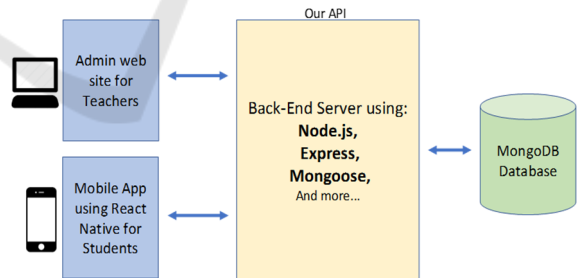 Our API
Admin web
site for
Teachers
Mobile App
using React
Native for
Students
Back-End Server using:
Node.js,
Express,
Mongoose,
And more...
MongoDB
Database